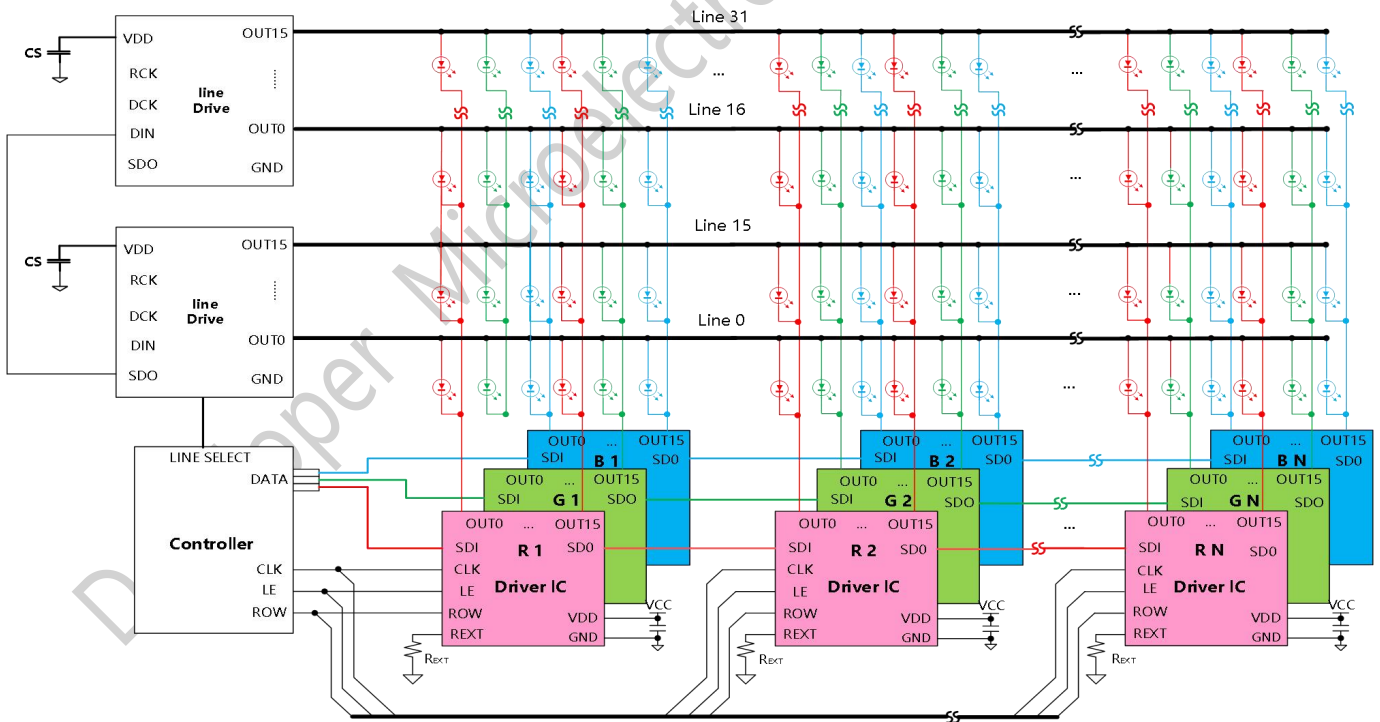 Line 31
VDD
OUT15
CS
RCK
line
Drive
DCK
DIN
OUT0
SDO
GND
...
...
Line 16
...
Line 15
VDD
OUT15
CS
RCK
line
Drive
DCK
DIN
OUT0
SDO
GND
...
Line 0
...
LINE SELECT
DATA
Controller
CLK
LE
ROW
OUT0 ... OUT15
SDI B 1 SD0
OUT0 ... OUT15
SDI G 1 SDO
OUT0 ... OUT15
SDI R 1 SD0
CLK
Driver IC
LE
ROW
VDD
REXT
GND
VCC
REXT
OUT0 ... OUT15
SDI B 2 SD0
OUT0 ... OUT15
SDI G 2 SDO
OUT0 ... OUT15
SDI R 2 SD0
CLK
Driver IC
LE
ROW
VDD
REXT
GND
VCC
REXT
...
OUT0 ... OUT15
SDI B N SD0
OUT0 ... OUT15
SDI G N SDO
OUT0 ... OUT15
SDI R N SD0
CLK
Driver IC
LE
ROW
VDD
REXT
GND
VCC
REXT